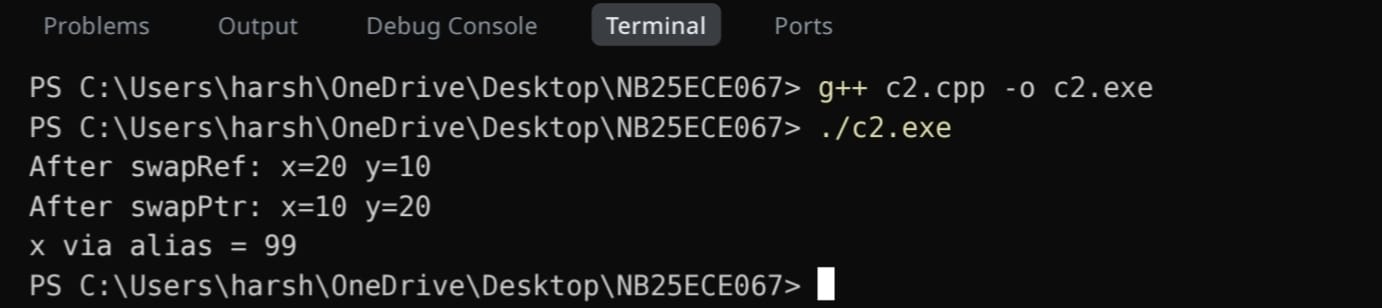 Problems Output Debug Console Terminal Ports
PS C:\Users\harsh\OneDrive\Desktop\NB25ECE067> g++ c2.cpp -o c2.exe
PS C:\Users\harsh\OneDrive\Desktop\NB25ECE067> ./c2.exe
After swapRef: x=20 y=10
After swapPtr: x=10 y=20
x via alias = 99
PS C:\Users\harsh\OneDrive\Desktop\NB25ECE067>